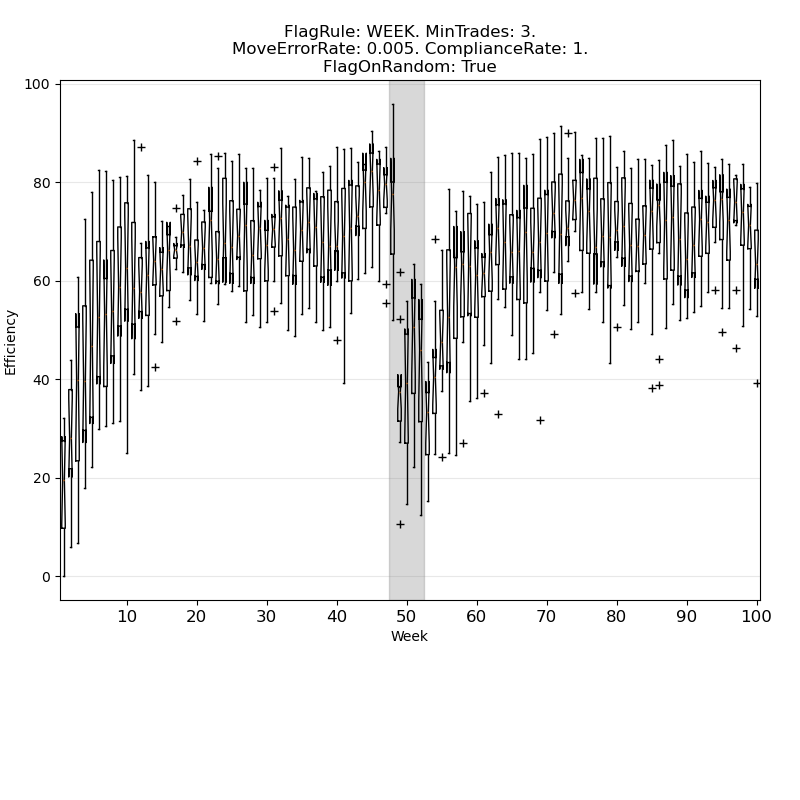 FlagRule: WEEK. MinTrades: 3.
MoveErrorRate: 0.005. ComplianceRate: 1.
FlagOnRandom: True
100
80
60
40
20
0
Efficiency
10 20 30 40 50 60 70 80 90 100
Week